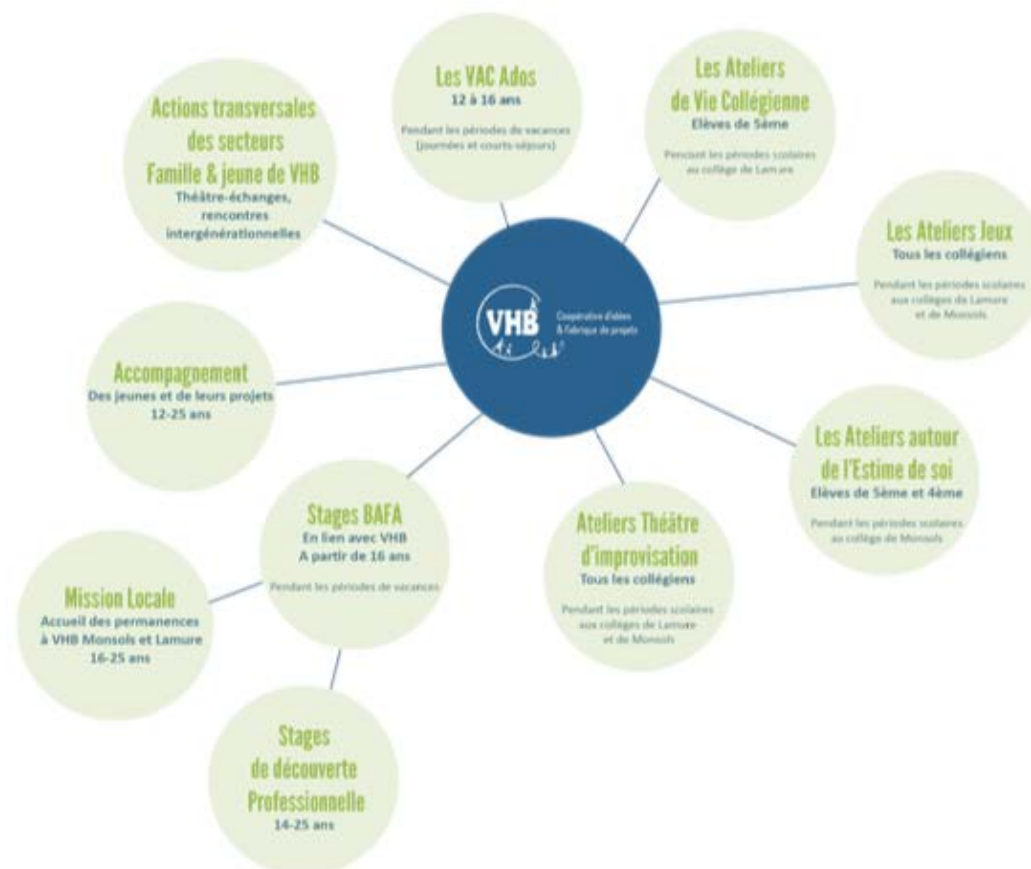 Les VAC Ados
12 à 16 ans
Pendant les périodes de vacances
(journées et courts-séjours)
Les Ateliers
de Vie Collégienne
Elèves de 5ème
Pendant les périodes scolaires
au collège de Lamure
Actions transversales
des secteurs
Famille & jeune de VHB
Théâtre-échanges,
rencontres
intergénérationnelles
Les Ateliers Jeux
Tous les collégiens
Pendant les périodes scolaires
aux collèges de Lamure
et de Monsols
VHB
Coopérative d'idées
& Fabrique de projets
Accompagnement
Des jeunes et de leurs projets
12-25 ans
Les Ateliers autour
de l'Estime de soi
Elèves de 5ème et 4ème
Pendant les périodes scolaires
au collège de Monsols
Stages BAFA
En lien avec VHB
A partir de 16 ans
Pendant les périodes de vacances
Ateliers Théâtre
d'improvisation
Tous les collégiens
Pendant les périodes scolaires
aux collèges de Lamure
et de Monsols
Mission Locale
Accueil des permanences
à VHB Monsols et Lamure
16-25 ans
Stages
de découverte
Professionnelle
14-25 ans